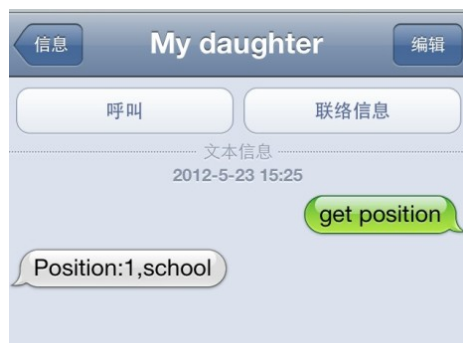 信息 My daughter 编辑
呼叫 联络信息
文本信息
2012-5-23 15:25
get position
Position:1,school